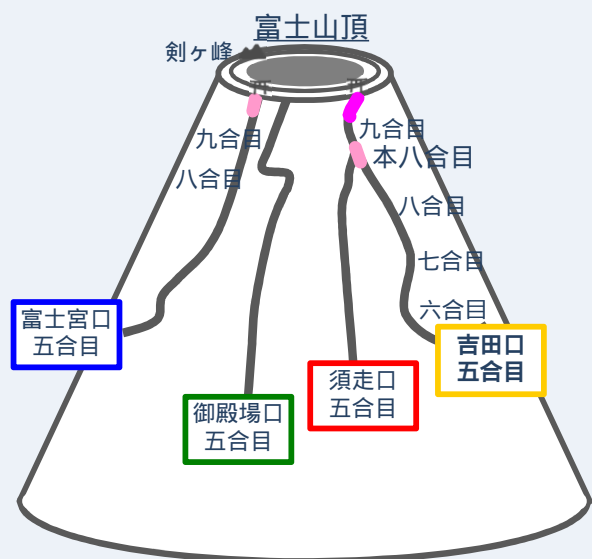 富士山頂
剣ヶ峰
九合目
九合目
本八合目
八合目
八合目
七合目
六合目
富士宮口
五合目
吉田口
五合目
須走口
五合目
御殿場口
五合目